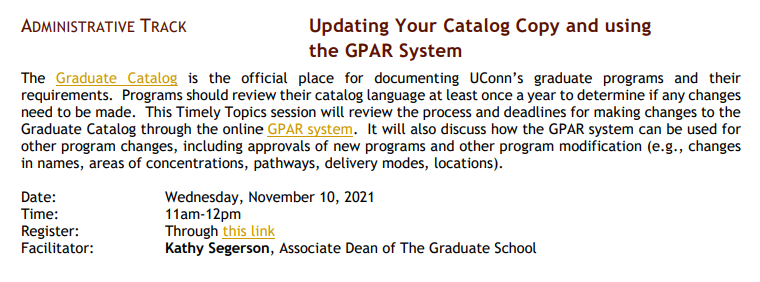 ADMINISTRATIVE TRACK
Updating Your Catalog Copy and using
the GPAR System
The Graduate Catalog is the official place for documenting UConn's graduate programs and their
requirements. Programs should review their catalog language at least once a year to determine if any changes
need to be made. This Timely Topics session will review the process and deadlines for making changes to the
Graduate Catalog through the online GPAR system. It will also discuss how the GPAR system can be used for
other program changes, including approvals of new programs and other program modification (e.g., changes
in names, areas of concentrations, pathways, delivery modes, locations).
Date: Wednesday, November 10, 2021
Time: 11am-12pm
Register: Through this link
Facilitator: Kathy Segerson, Associate Dean of The Graduate School